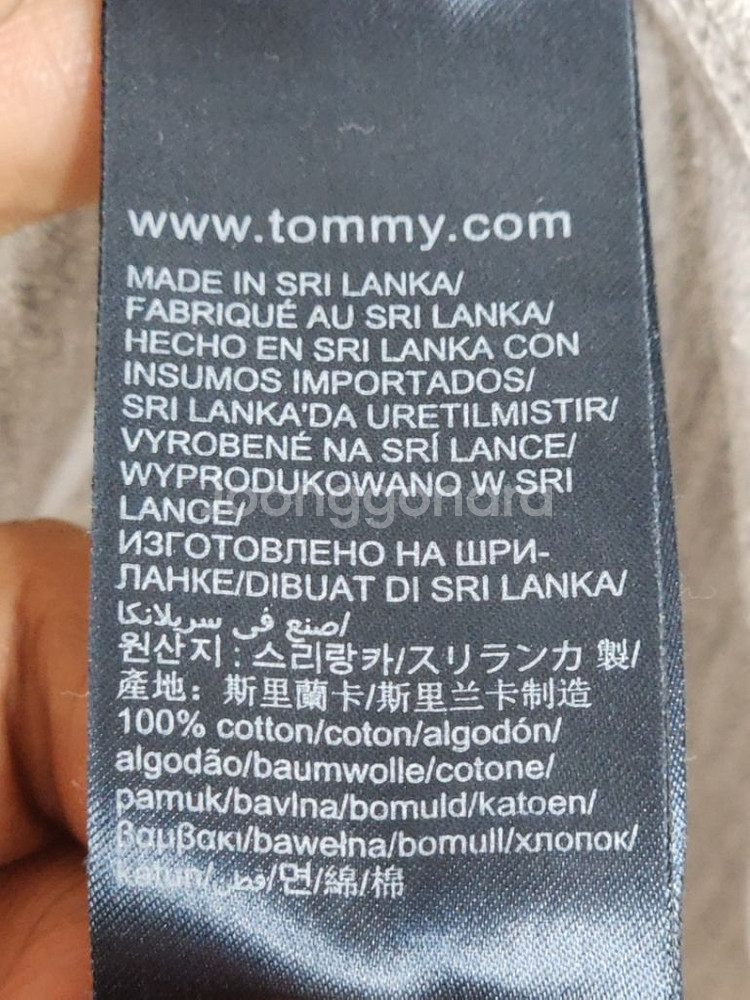 www.tommy.com
MADE IN SRI LANKA/
FABRIQUÉ AU SRI LANKA/
HECHO EN SRI LANKA CON
INSUMOS IMPORTADOS/
SRI LANKA'DA URETILMISTIR/
VYROBENÉ NA SRÍ LANCE/
WYPRODUKOWANO W SRI
LANCE/
joonggonara
ИЗГОТОВЛЕНО НА ШРИ-
ЛАНКЕ/DIBUAT DI SRI LANKA/
صنع في سريلانكا/
원산지 : 스리랑카/スリランカ 製/
產地：斯里蘭卡/斯里兰卡制造
100% cotton/coton/algodón/
algodão/baumwolle/cotone/
pamuk/bavlna/bomuld/katoen/
βαμβακι/bawełna/bomull/хлопок/
katun/قطن/면/綿/棉